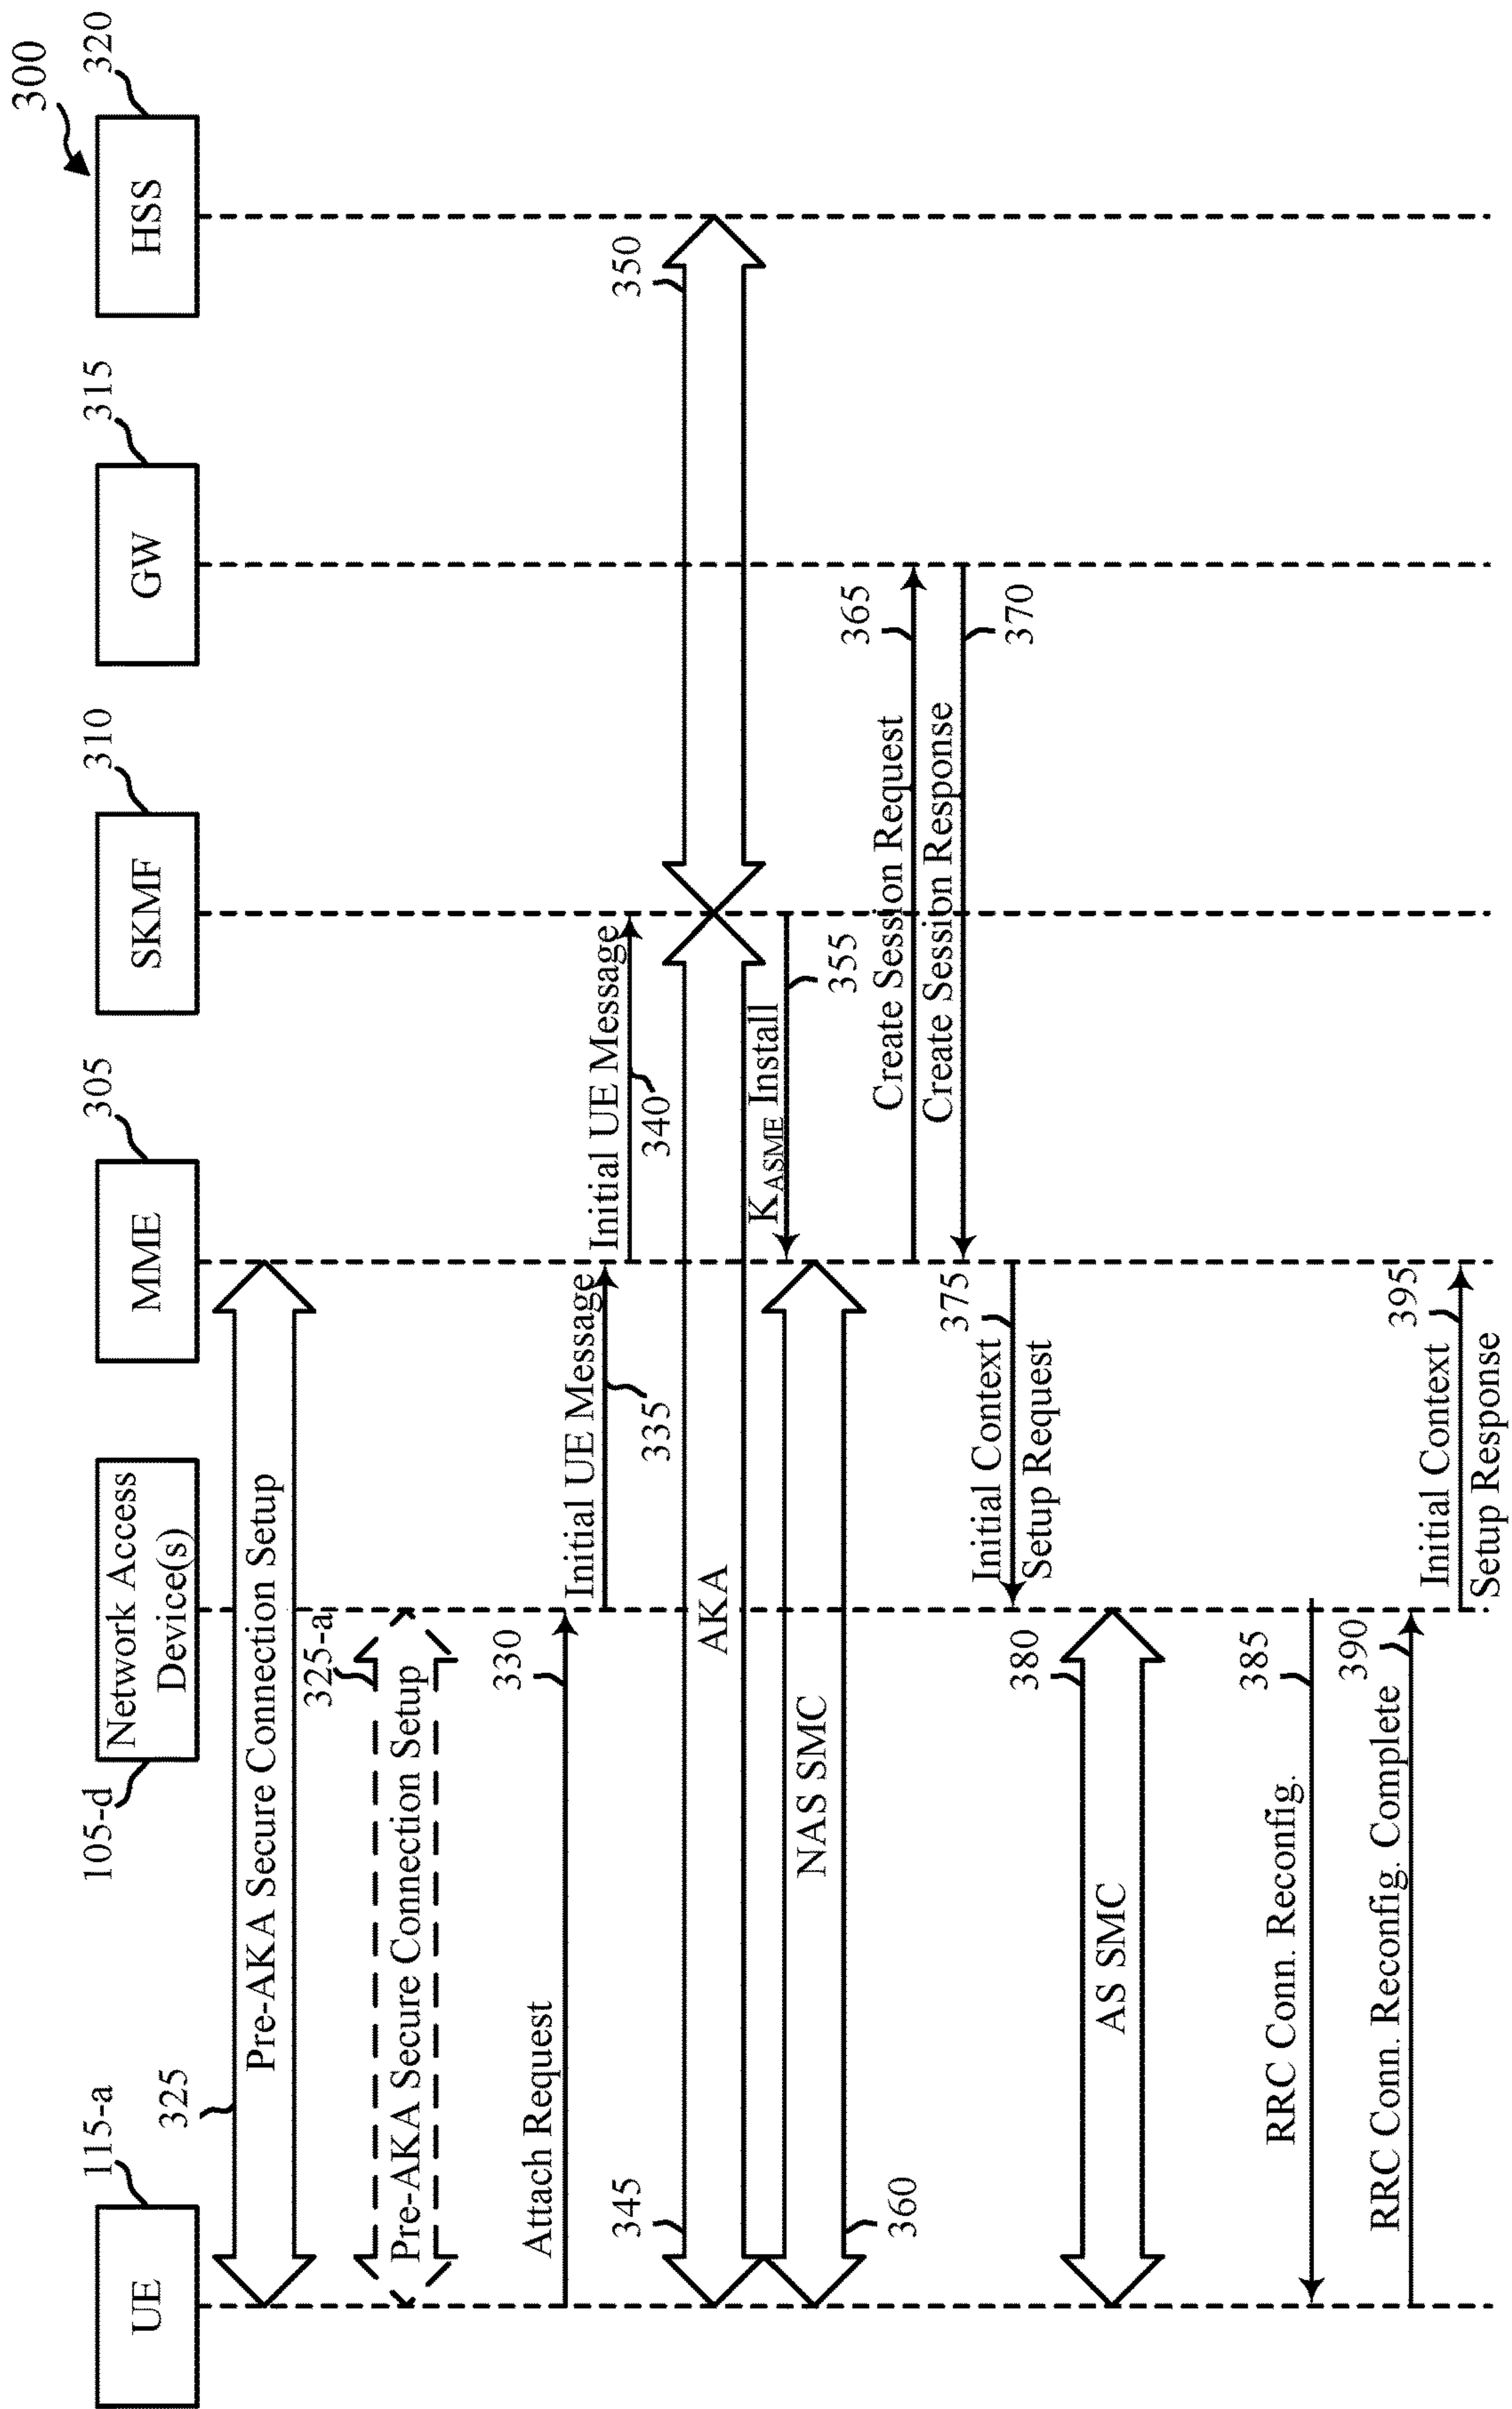 300
UE
115-a
Network Access
Device(s)
105-d
MME
305
SKMF
310
GW
315
HSS
320
325
Pre-AKA Secure Connection Setup
325-a
Pre-AKA Secure Connection Setup
Attach Request
330
Initial UE Message
335
Initial UE Message
340
345
AKA
350
KASME Install
355
NAS SMC
360
Create Session Request
365
Create Session Response
370
375
Initial Context
Setup Request
380
AS SMC
385
RRC Conn. Reconfig.
390
RRC Conn. Reconfig. Complete
395
Initial Context
Setup Response